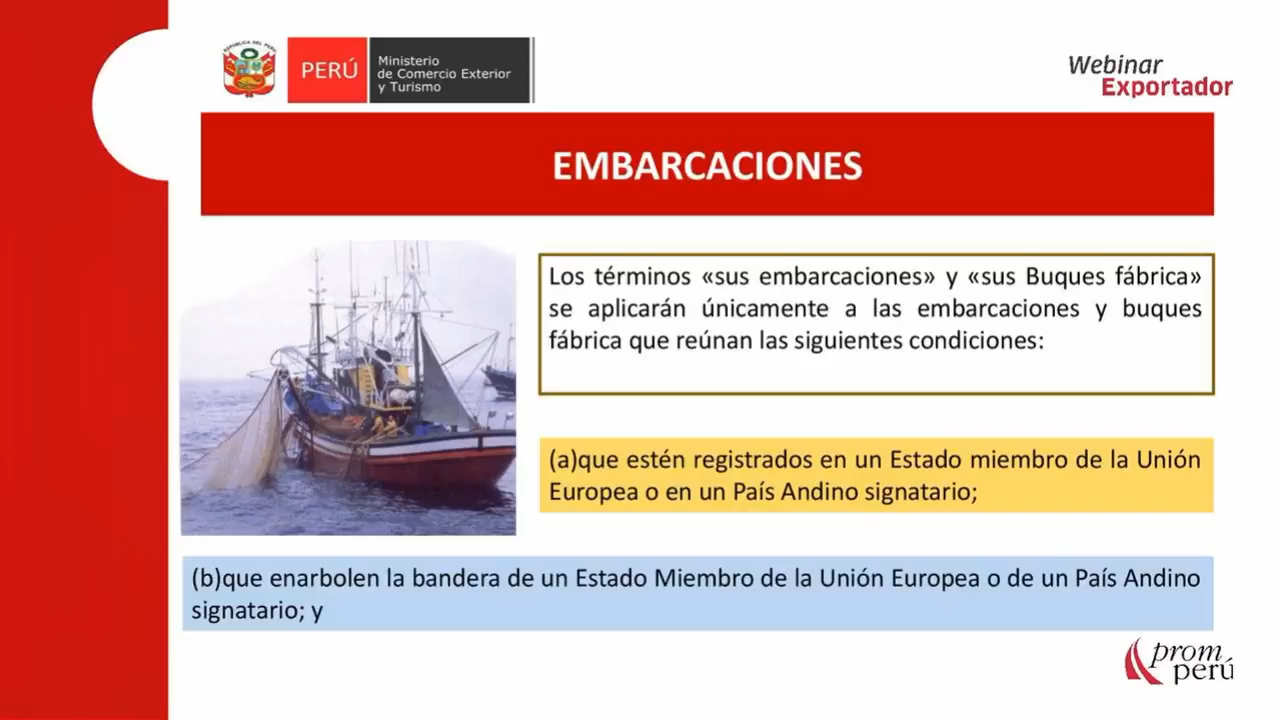 REPUBLICA DEL PERU
PERÚ
Ministerio
de Comercio Exterior
y Turismo
Webinar
Exportador
EMBARCACIONES
Los términos «sus embarcaciones» y «sus Buques fábrica»
se aplicarán únicamente a las embarcaciones y buques
fábrica que reúnan las siguientes condiciones:
(a)que estén registrados en un Estado miembro de la Unión
Europea o en un País Andino signatario;
(b)que enarbolen la bandera de un Estado Miembro de la Unión Europea o de un País Andino
signatario; y
prom
perú